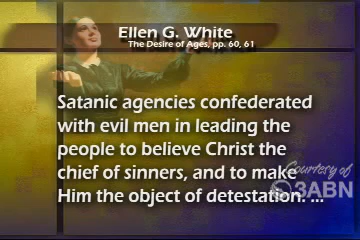 Ellen G. White
The Desire of Ages, pp. 60, 61
Satanic agencies confederated
with evil men in leading the
people to believe Christ the
chief of sinners, and to make
Him the object of detestation. ...
Courtesy of
3ABN